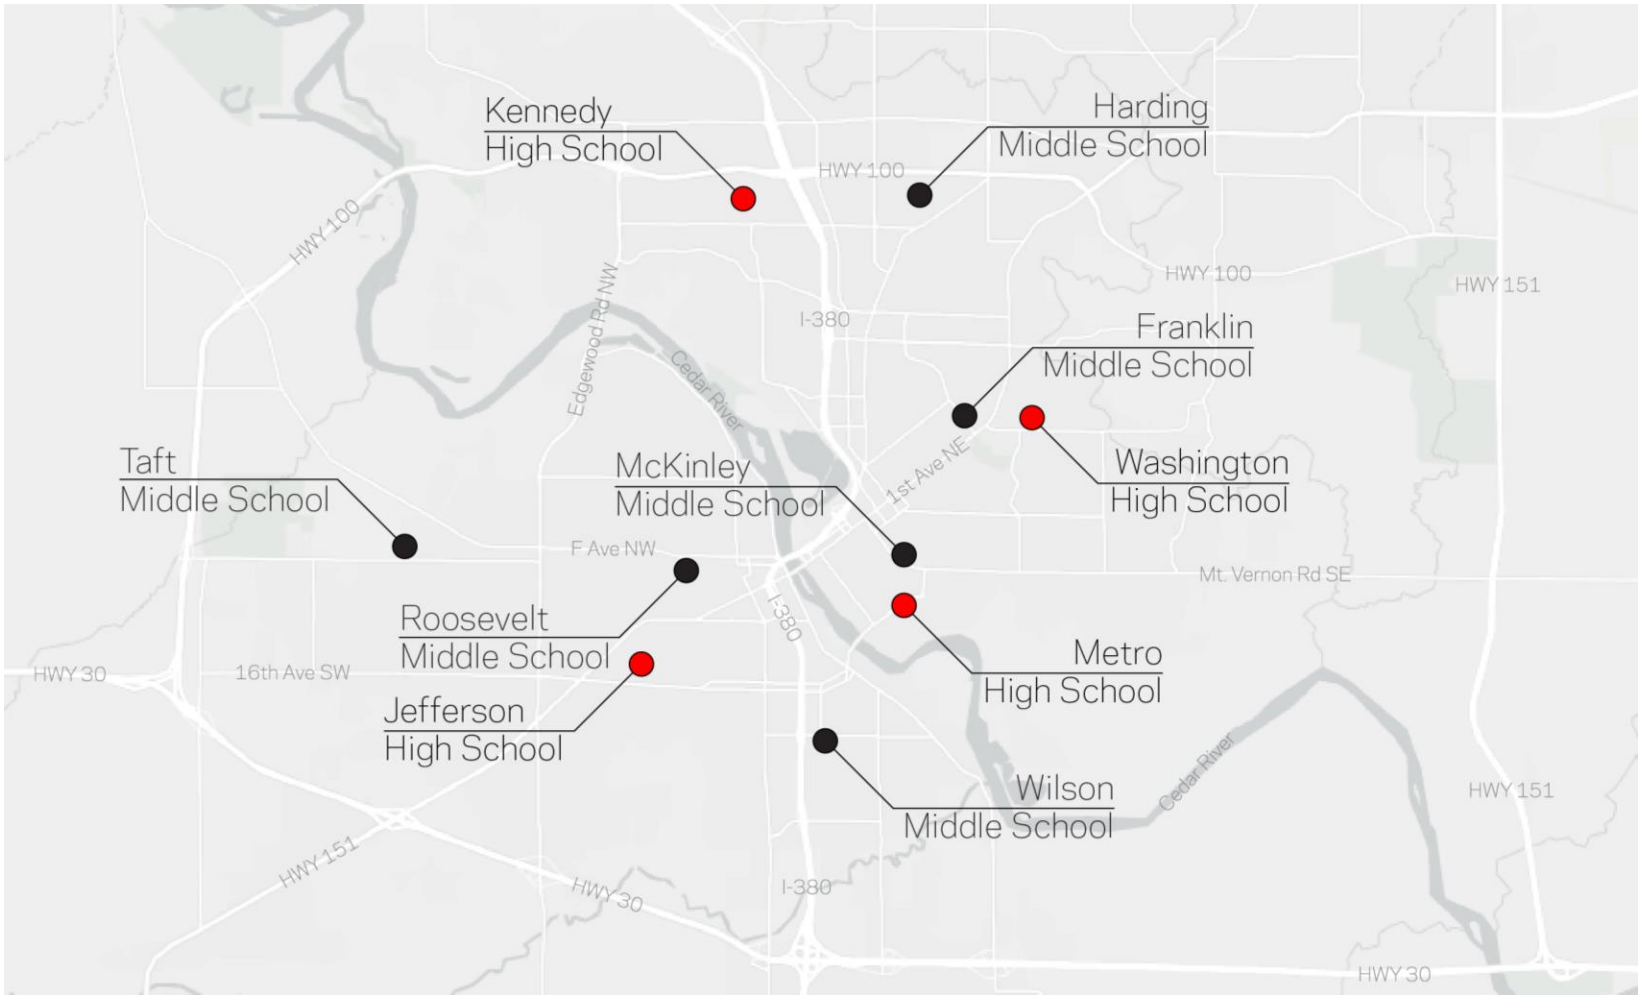 Kennedy
High School
Harding
Middle School
HWY 100
HWY 100
HWY 100
HWY 151
Edgewood Rd NW
I-380
Franklin
Middle School
Cedar River
Taft
Middle School
McKinley
Middle School
1st Ave NE
Washington
High School
F Ave NW
Mt. Vernon Rd SE
Roosevelt
Middle School
I-380
HWY 30
16th Ave SW
Metro
High School
Jefferson
High School
Wilson
Middle School
Cedar River
HWY 151
HWY 151
HWY 30
I-380
HWY 30